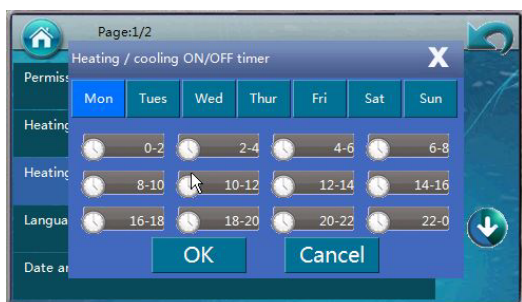 Page:1/2
Heating / cooling ON/OFF timer X
Permiss
Mon Tues Wed Thur Fri Sat Sun
Heating
0-2 2-4 4-6 6-8
Heating
8-10 10-12 12-14 14-16
Langua
16-18 18-20 20-22 22-0
OK Cancel
Date an